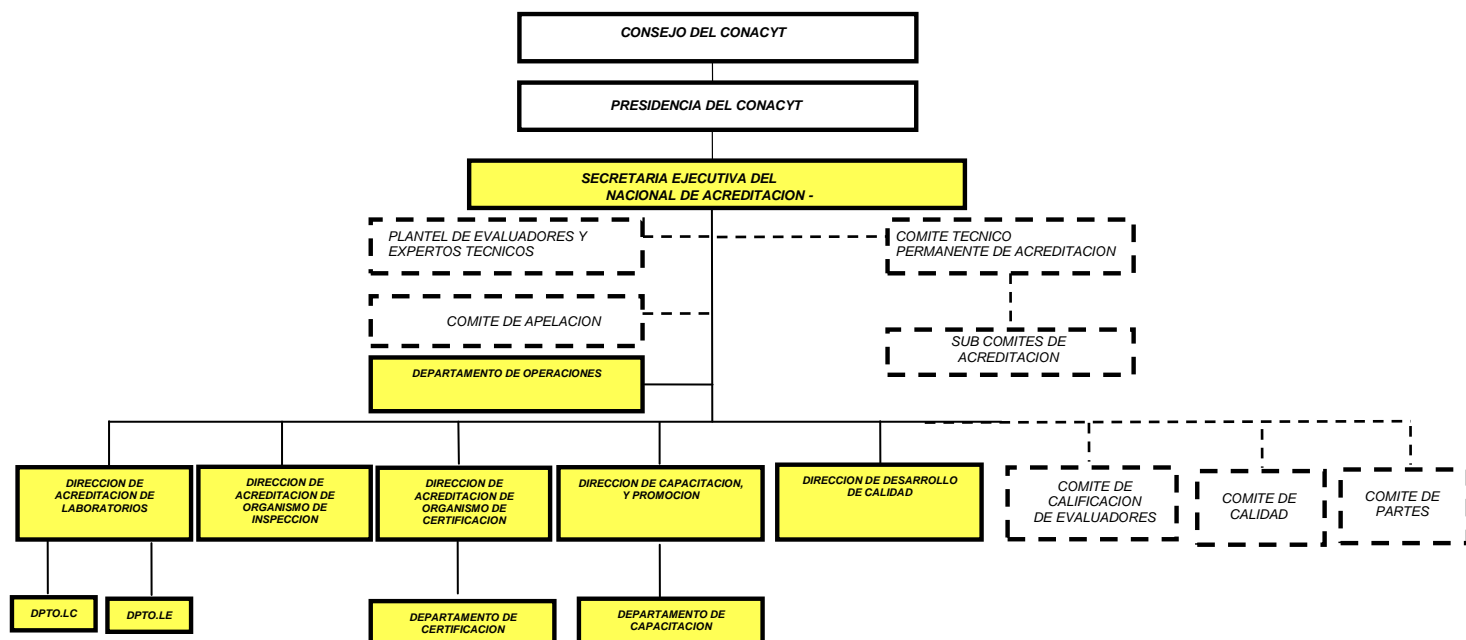 CONSEJO DEL CONACYT
PRESIDENCIA DEL CONACYT
SECRETARIA EJECUTIVA DEL
NACIONAL DE ACREDITACION -
PLANTEL DE EVALUADORES Y
EXPERTOS TECNICOS
COMITE TECNICO
PERMANENTE DE ACREDITACION
COMITE DE APELACION
SUB COMITES DE
ACREDITACION
DEPARTAMENTO DE OPERACIONES
DIRECCION DE
ACREDITACION DE
LABORATORIOS
DIRECCION DE
ACREDITACION DE
ORGANISMO DE
INSPECCION
DIRECCION DE
ACREDITACION DE
ORGANISMO DE
CERTIFICACION
DIRECCION DE CAPACITACION,
Y PROMOCION
DIRECCION DE DESARROLLO
DE CALIDAD
COMITE DE
CALIFICACION
DE EVALUADORES
COMITE DE
CALIDAD
COMITE DE
PARTES
DPTO.LC
DPTO.LE
DEPARTAMENTO DE
CERTIFICACION
DEPARTAMENTO DE
CAPACITACION